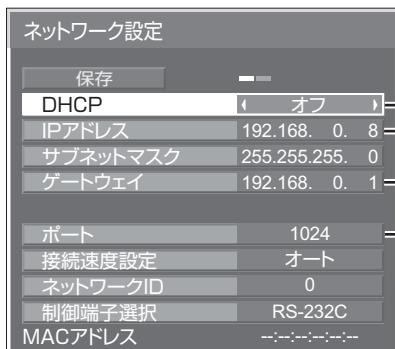 ネットワーク設定
保存
DHCP オフ
IPアドレス 192.168. 0. 8
サブネットマスク 255.255.255. 0
ゲートウェイ 192.168. 0. 1
ポート 1024
接続速度設定 オート
ネットワークID 0
制御端子選択 RS-232C
MACアドレス --:--:--:--:--:--